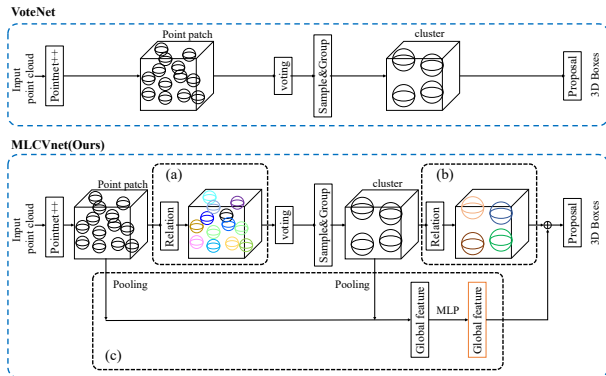 VoteNet
Input
point cloud
Pointnet++
Point patch
voting
Sample&Group
cluster
Proposal
3D Boxes
MLCVnet(Ours)
Input
point cloud
Pointnet++
Point patch
(a)
Relation
voting
Sample&Group
cluster
(b)
Relation
Proposal
3D Boxes
Pooling
Pooling
(c)
Global feature
MLP
Global feature